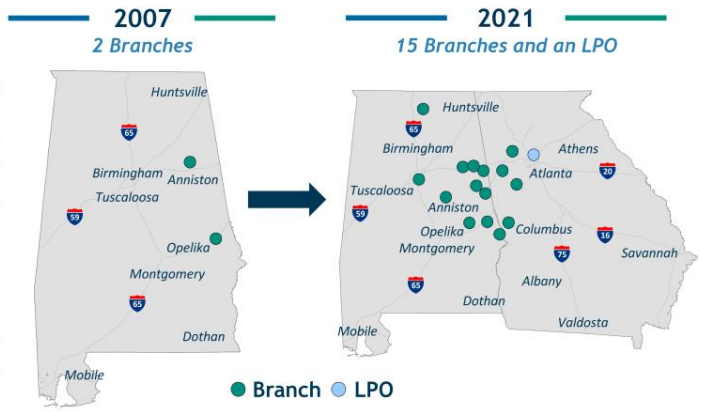 2007
2 Branches
Huntsville
65
Birmingham
Anniston
Tuscaloosa
59
Opelika
Montgomery
65
Dothan
Mobile
2021
15 Branches and an LPO
Huntsville
65
Birmingham
Athens
Atlanta
20
Tuscaloosa
59
Anniston
Opelika
Columbus
16
Montgomery
75
Savannah
65
Albany
Dothan
Valdosta
Mobile
Branch
LPO